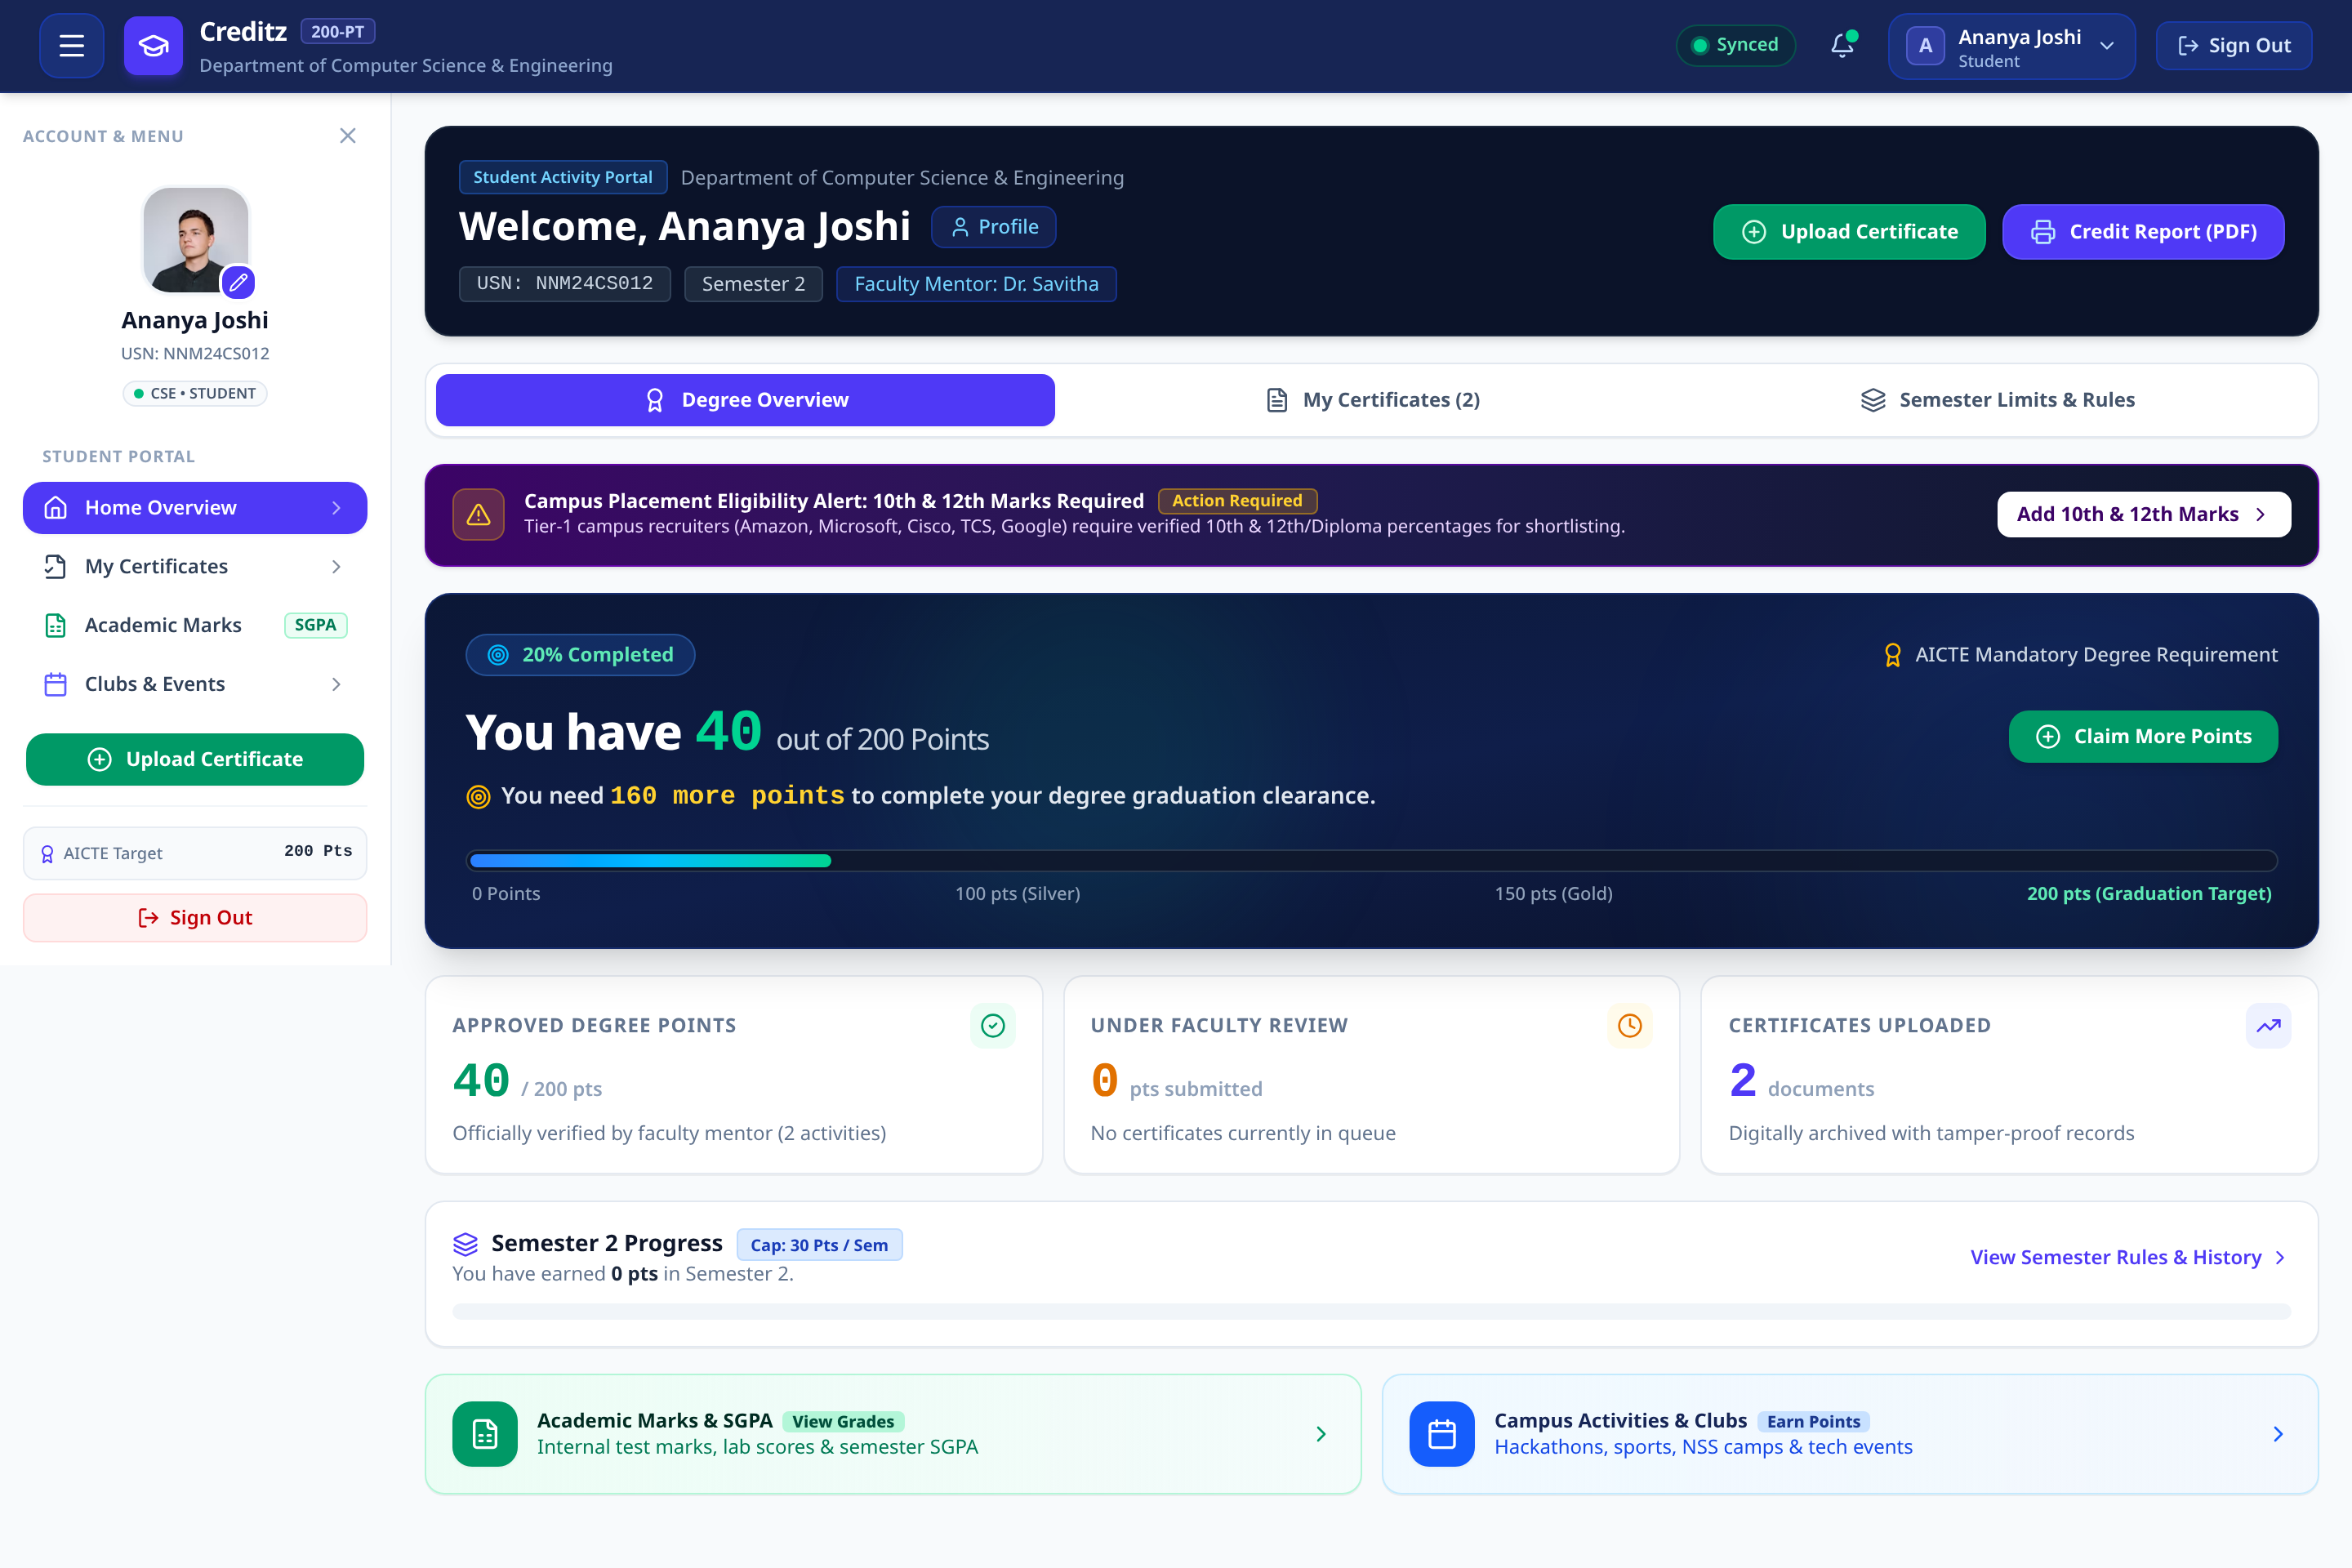 Creditz 200-PT
Department of Computer Science & Engineering
Synced
A
Ananya Joshi
Student
Sign Out
ACCOUNT & MENU
Ananya Joshi
USN: NNM24CS012
CSE • STUDENT
STUDENT PORTAL
Home Overview
My Certificates
Academic Marks SGPA
Clubs & Events
Upload Certificate
AICTE Target 200 Pts
Sign Out
Student Activity Portal Department of Computer Science & Engineering
Welcome, Ananya Joshi Profile
USN: NNM24CS012 Semester 2 Faculty Mentor: Dr. Savitha
Upload Certificate Credit Report (PDF)
Degree Overview My Certificates (2) Semester Limits & Rules
Campus Placement Eligibility Alert: 10th & 12th Marks Required Action Required
Tier-1 campus recruiters (Amazon, Microsoft, Cisco, TCS, Google) require verified 10th & 12th/Diploma percentages for shortlisting.
Add 10th & 12th Marks
20% Completed AICTE Mandatory Degree Requirement
You have 40 out of 200 Points
Claim More Points
You need 160 more points to complete your degree graduation clearance.
0 Points 100 pts (Silver) 150 pts (Gold) 200 pts (Graduation Target)
APPROVED DEGREE POINTS
40 / 200 pts
Officially verified by faculty mentor (2 activities)
UNDER FACULTY REVIEW
0 pts submitted
No certificates currently in queue
CERTIFICATES UPLOADED
2 documents
Digitally archived with tamper-proof records
Semester 2 Progress Cap: 30 Pts / Sem
You have earned 0 pts in Semester 2.
View Semester Rules & History
Academic Marks & SGPA View Grades
Internal test marks, lab scores & semester SGPA
Campus Activities & Clubs Earn Points
Hackathons, sports, NSS camps & tech events